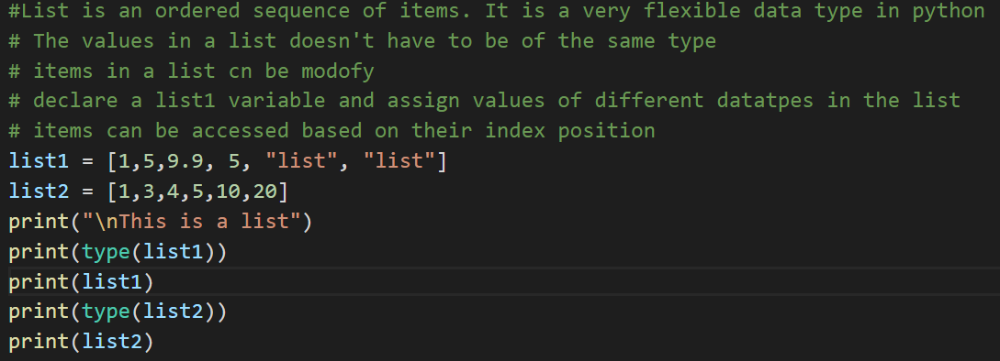 #List is an ordered sequence of items. It is a very flexible data type in python
# The values in a list doesn't have to be of the same type
# items in a list cn be modofy
# declare a list1 variable and assign values of different datatpes in the list
# items can be accessed based on their index position
list1 = [1,5,9.9, 5, "list", "list"]
list2 = [1,3,4,5,10,20]
print("\nThis is a list")
print(type(list1))
print(list1)
print(type(list2))
print(list2)